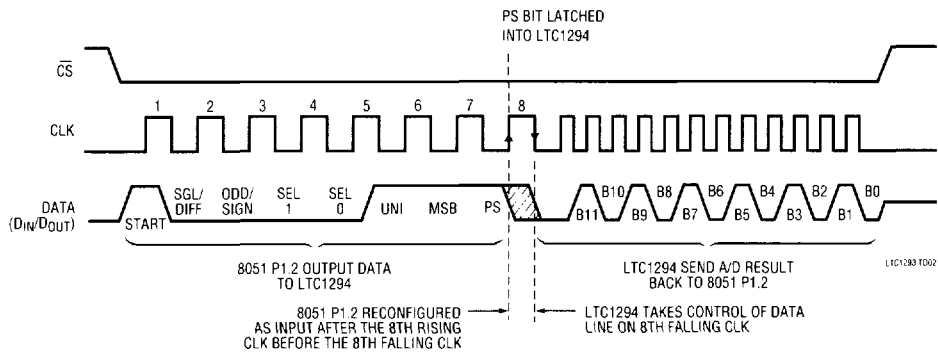 PS BIT LATCHED
INTO LTC1294
CS
1 2 3 4 5 6 7 8
CLK
DATA
(DIN/DOUT)
START
SGL/
DIFF
ODD/
SIGN
SEL
1
SEL
0
UNI
MSB
PS
B11
B10
B9
B8
B7
B6
B5
B4
B3
B2
B1
B0
8051 P1.2 OUTPUT DATA
TO LTC1294
LTC1294 SEND A/D RESULT
BACK TO 8051 P1.2
LTC1293 TD02
8051 P1.2 RECONFIGURED
AS INPUT AFTER THE 8TH RISING
CLK BEFORE THE 8TH FALLING CLK
LTC1294 TAKES CONTROL OF DATA
LINE ON 8TH FALLING CLK